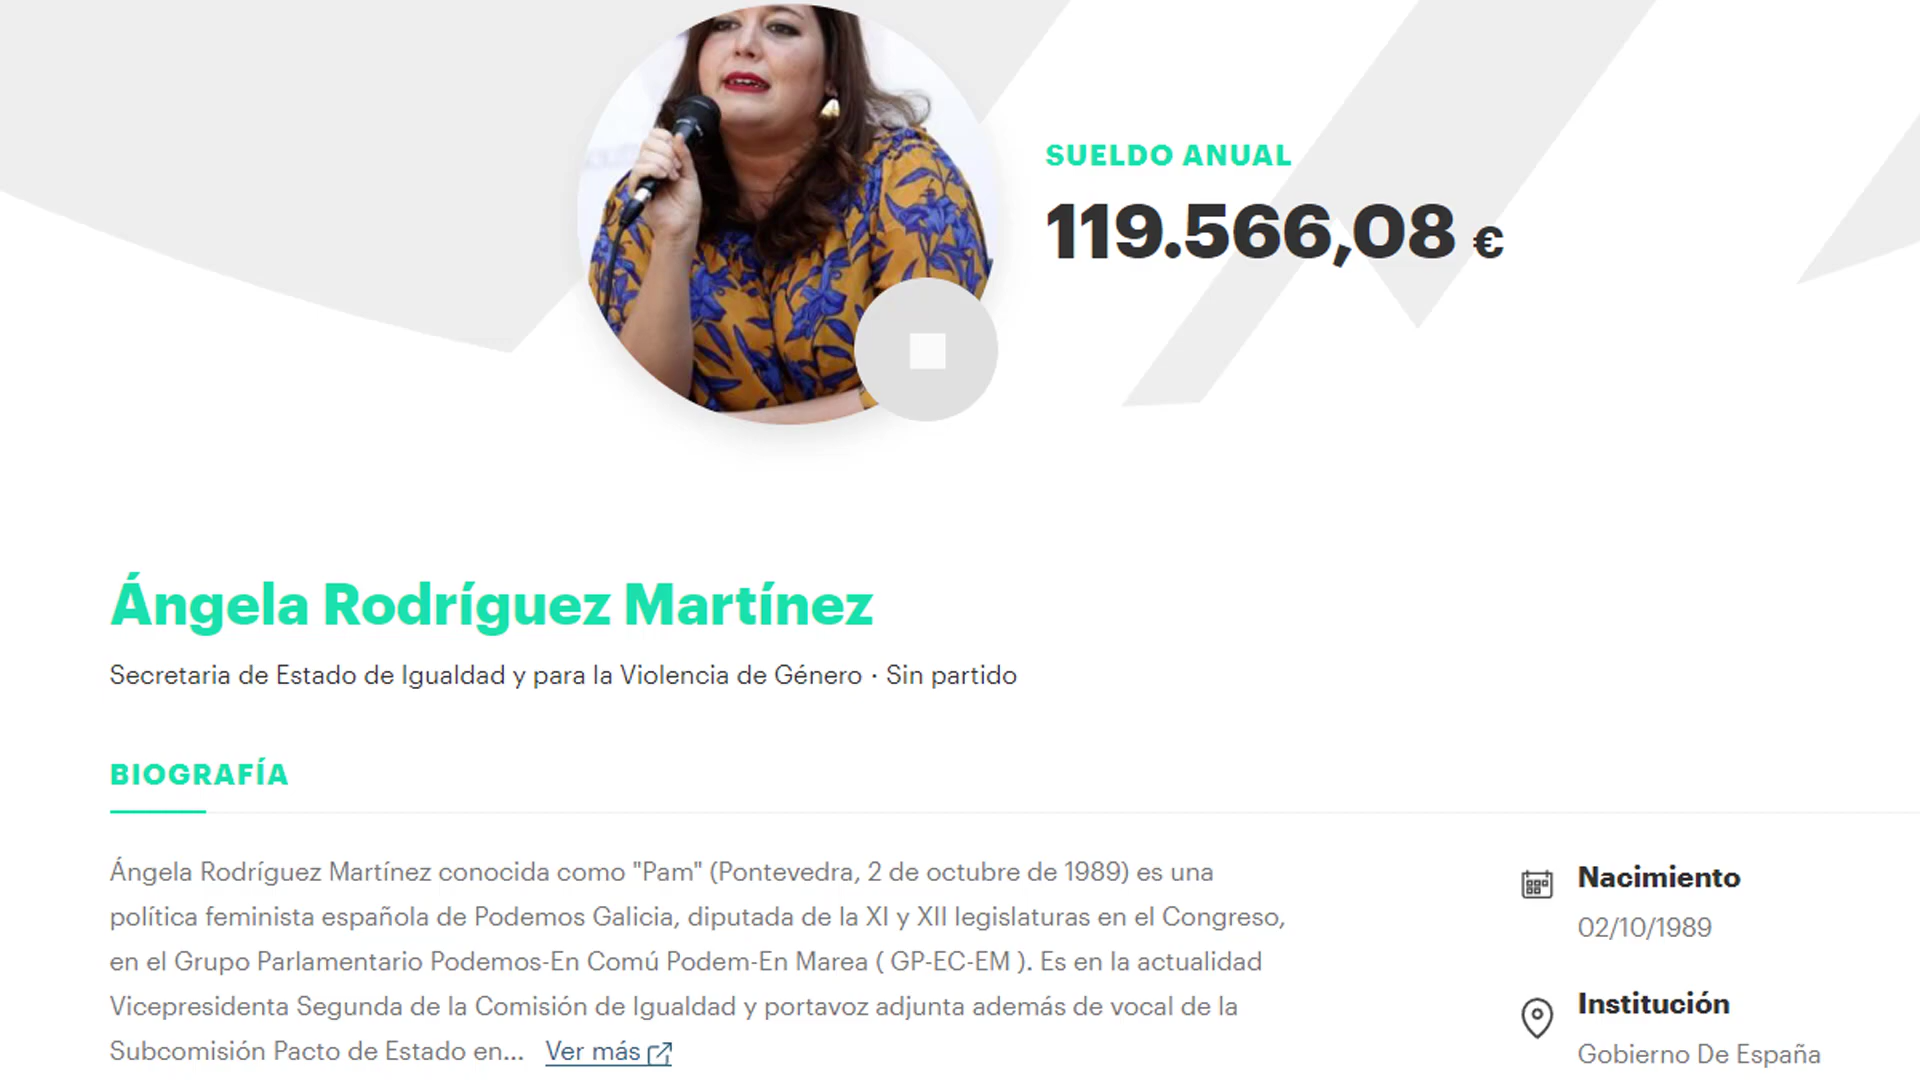 SUELDO ANUAL
119.566,08 €
Ángela Rodríguez Martínez
Secretaria de Estado de Igualdad y para la Violencia de Género · Sin partido
BIOGRAFÍA
Ángela Rodríguez Martínez conocida como "Pam" (Pontevedra, 2 de octubre de 1989) es una
política feminista española de Podemos Galicia, diputada de la XI y XII legislaturas en el Congreso,
en el Grupo Parlamentario Podemos-En Comú Podem-En Marea ( GP-EC-EM ). Es en la actualidad
Vicepresidenta Segunda de la Comisión de Igualdad y portavoz adjunta además de vocal de la
Subcomisión Pacto de Estado en... Ver más
Nacimiento
02/10/1989
Institución
Gobierno De España